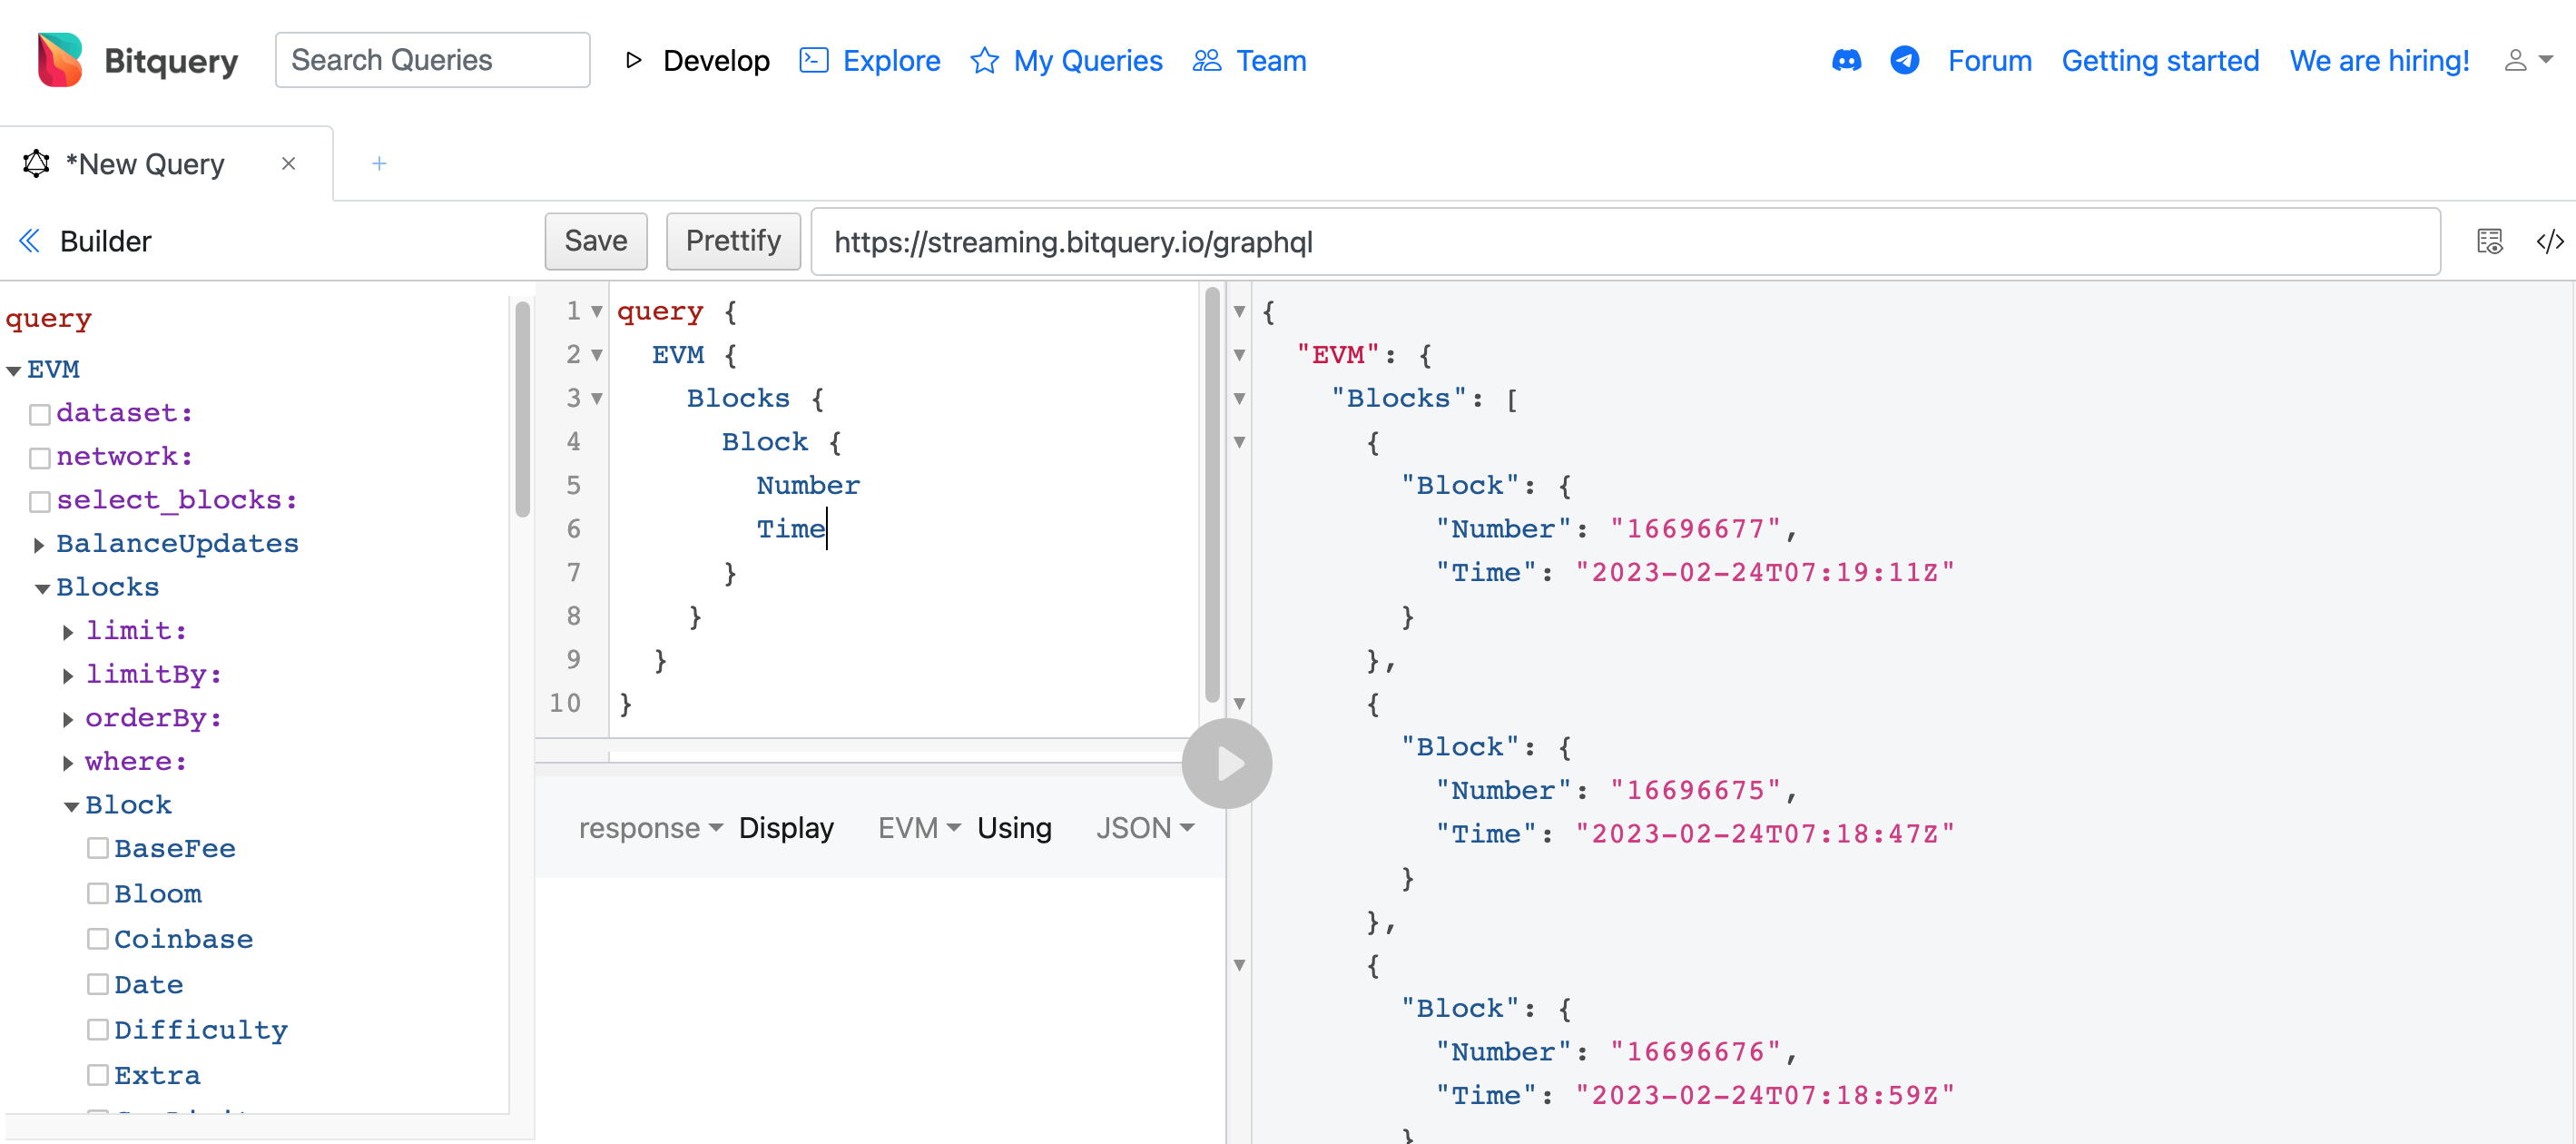 Bitquery
Search Queries
Develop
Explore
My Queries
Team
Forum
Getting started
We are hiring!
*New Query
Builder
Save
Prettify
https://streaming.bitquery.io/graphql
query
EVM
dataset:
network:
select_blocks:
BalanceUpdates
Blocks
limit:
limitBy:
orderBy:
where:
Block
BaseFee
Bloom
Coinbase
Date
Difficulty
Extra
1 query {
2 EVM {
3 Blocks {
4 Block {
5 Number
6 Time
7 }
8 }
9 }
10 }
response Display EVM Using JSON
{
"EVM": {
"Blocks": [
{
"Block": {
"Number": "16696677",
"Time": "2023-02-24T07:19:11Z"
}
},
{
"Block": {
"Number": "16696675",
"Time": "2023-02-24T07:18:47Z"
}
},
{
"Block": {
"Number": "16696676",
"Time": "2023-02-24T07:18:59Z"
}